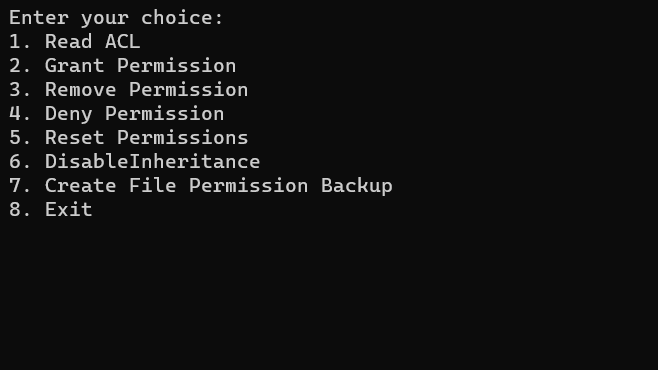 Enter your choice:
1. Read ACL
2. Grant Permission
3. Remove Permission
4. Deny Permission
5. Reset Permissions
6. DisableInheritance
7. Create File Permission Backup
8. Exit